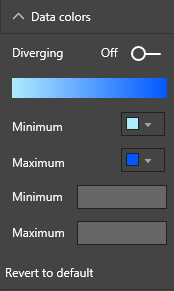 Data colors
Diverging Off
Minimum
Maximum
Minimum
Maximum
Revert to default